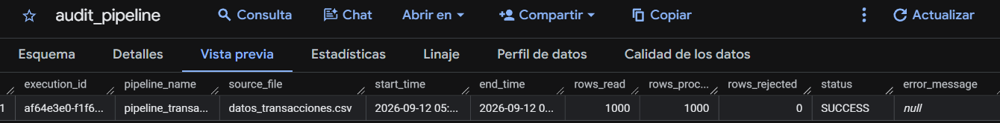 audit_pipeline Consulta Chat Abrir en Compartir Copiar Actualizar
Esquema Detalles Vista previa Estadísticas Linaje Perfil de datos Calidad de los datos
execution_id pipeline_name source_file start_time end_time rows_read rows_proc... rows_rejected status error_message
1 af64e3e0-f1f6... pipeline_transa... datos_transacciones.csv 2026-09-12 05:... 2026-09-12 0... 1000 1000 0 SUCCESS null